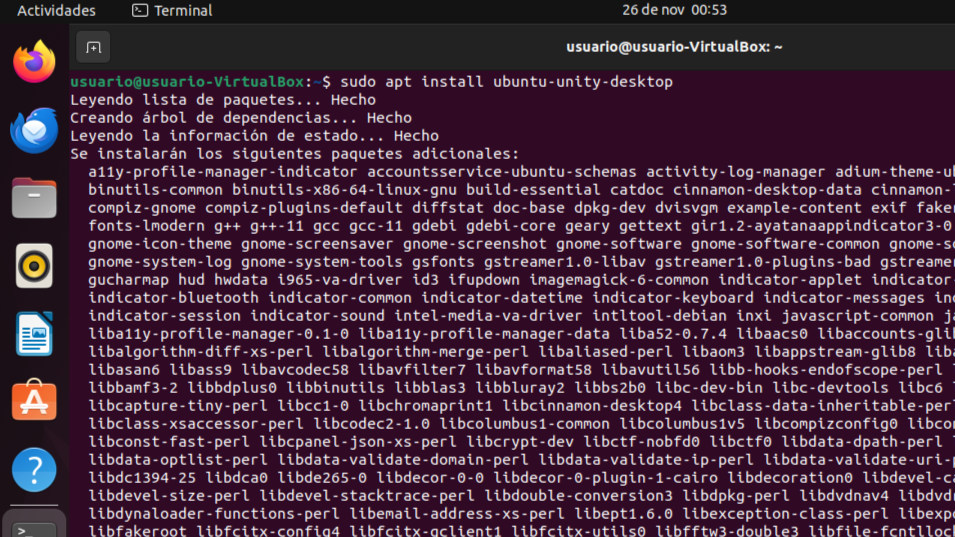 Actividades
Terminal
26 de nov 00:53
usuario@usuario-VirtualBox: ~
usuario@usuario-VirtualBox:~$ sudo apt install ubuntu-unity-desktop
Leyendo lista de paquetes... Hecho
Creando árbol de dependencias... Hecho
Leyendo la información de estado... Hecho
Se instalarán los siguientes paquetes adicionales:
a11y-profile-manager-indicator accountsservice-ubuntu-schemas activity-log-manager adium-theme-ub
binutils-common binutils-x86-64-linux-gnu build-essential catdoc cinnamon-desktop-data cinnamon-
compiz-gnome compiz-plugins-default diffstat doc-base dpkg-dev dvisvgm example-content exif faker
fonts-lmodern g++ g++-11 gcc gcc-11 gdebi gdebi-core geary gettext gir1.2-ayatanaappindicator3-0
gnome-icon-theme gnome-screensaver gnome-screenshot gnome-software gnome-software-common gnome-so
gnome-system-log gnome-system-tools gsfonts gstreamer1.0-libav gstreamer1.0-plugins-bad gstreamer
gucharmap hud hwdata i965-va-driver id3 ifupdown imagemagick-6-common indicator-applet indicator-
indicator-bluetooth indicator-common indicator-datetime indicator-keyboard indicator-messages ind
indicator-session indicator-sound intel-media-va-driver intltool-debian inxi javascript-common ja
liba11y-profile-manager-0.1-0 liba11y-profile-manager-data liba52-0.7.4 libaacs0 libaccounts-glib
libalgorithm-diff-xs-perl libalgorithm-merge-perl libaliased-perl libaom3 libappstream-glib8 liba
libasan6 libass9 libavcodec58 libavfilter7 libavformat58 libavutil56 libb-hooks-endofscope-perl l
libbamf3-2 libbdplus0 libbinutils libblas3 libbluray2 libbs2b0 libc-dev-bin libc-devtools libc6 l
libcapture-tiny-perl libcc1-0 libchromaprint1 libcinnamon-desktop4 libclass-data-inheritable-perl
libclass-xsaccessor-perl libcodec2-1.0 libcolumbus1-common libcolumbus1v5 libcompizconfig0 libcon
libconst-fast-perl libcpanel-json-xs-perl libcrypt-dev libctf-nobfd0 libctf0 libdata-dpath-perl l
libdata-optlist-perl libdata-validate-domain-perl libdata-validate-ip-perl libdata-validate-uri-p
libdc1394-25 libdca0 libde265-0 libdecor-0-0 libdecor-0-plugin-1-cairo libdecoration0 libdevel-ca
libdevel-size-perl libdevel-stacktrace-perl libdouble-conversion3 libdpkg-perl libdvdnav4 libdvdr
libdynaloader-functions-perl libemail-address-xs-perl libept1.6.0 libexception-class-perl libexpo
libfakeroot libfcitx-config4 libfcitx-gclient1 libfcitx-utils0 libfftw3-double3 libfile-fcntllock